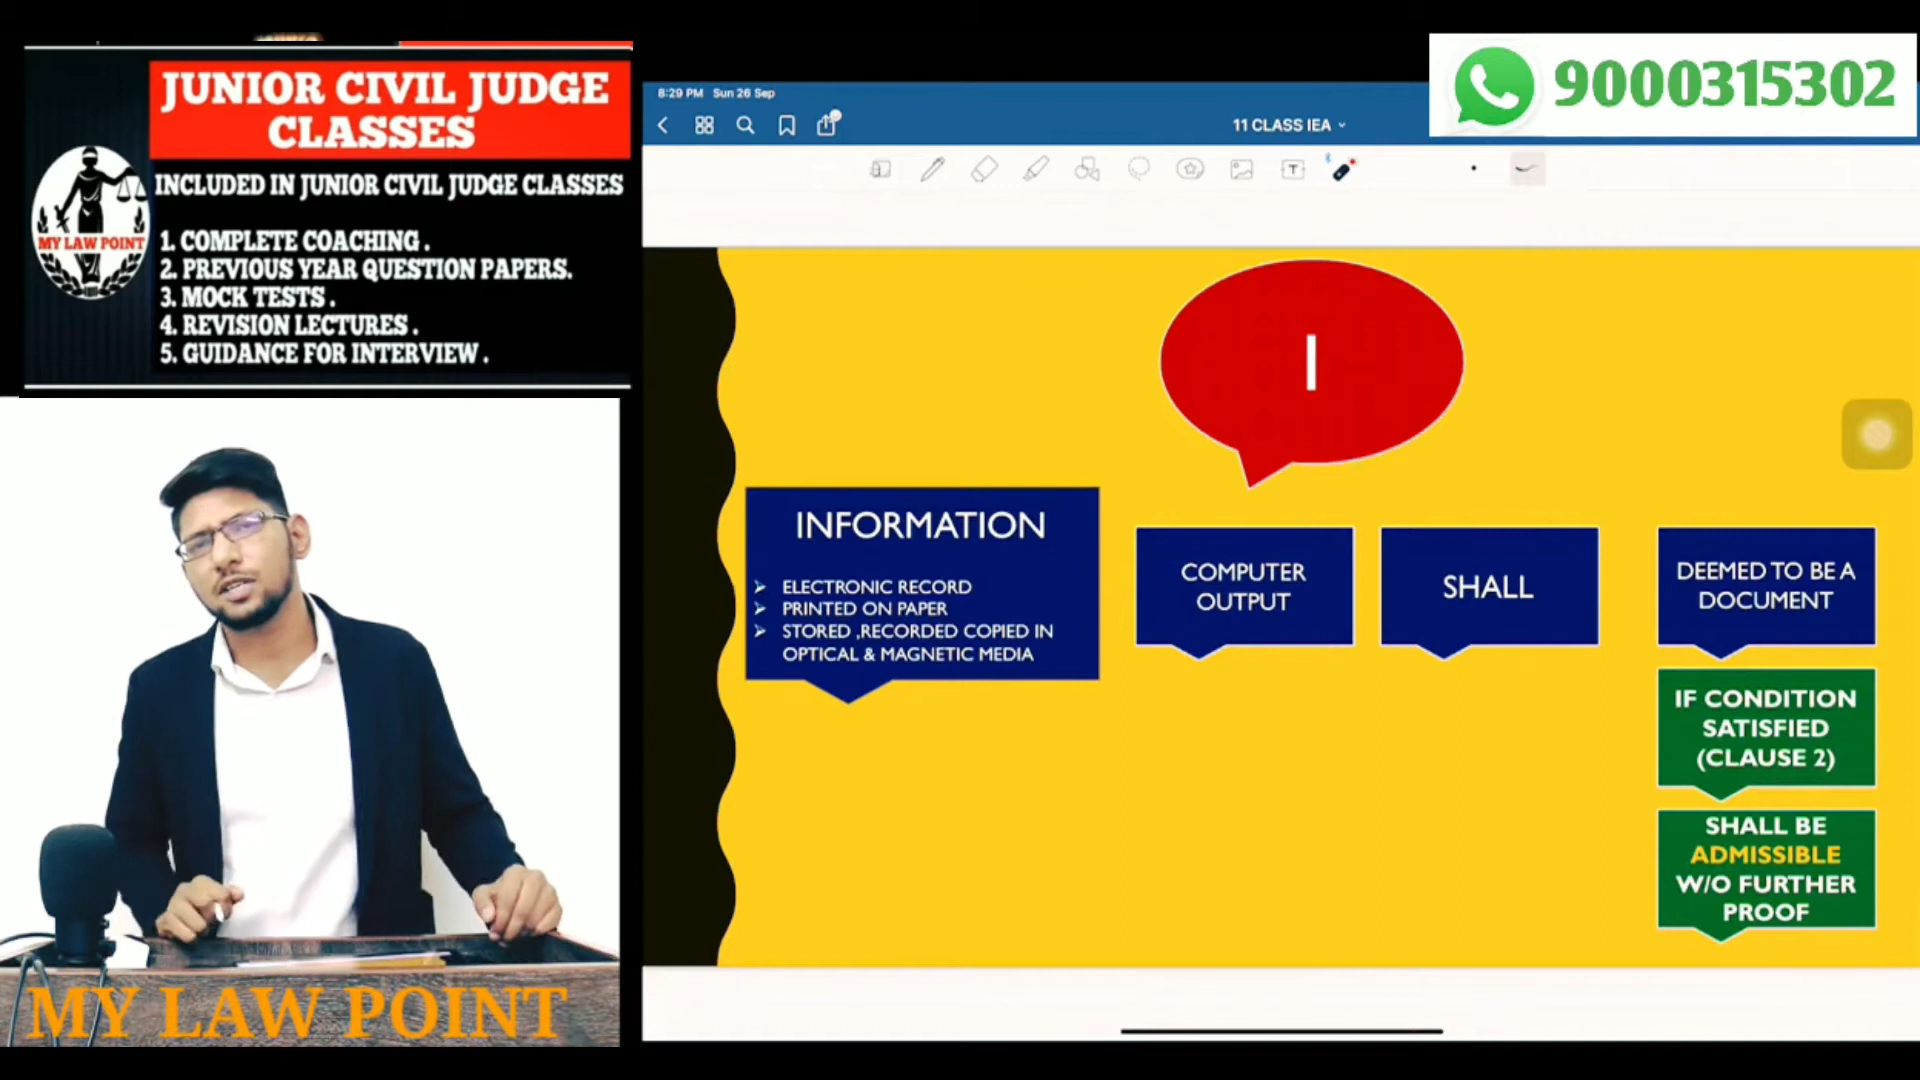 JUNIOR CIVIL JUDGE
CLASSES
INCLUDED IN JUNIOR CIVIL JUDGE CLASSES
1. COMPLETE COACHING .
2. PREVIOUS YEAR QUESTION PAPERS.
3. MOCK TESTS .
4. REVISION LECTURES .
5. GUIDANCE FOR INTERVIEW .
MY LAW POINT
9000315302
8:29 PM Sun 26 Sep
11 CLASS IEA
T
I
INFORMATION
ELECTRONIC RECORD
PRINTED ON PAPER
STORED ,RECORDED COPIED IN
OPTICAL & MAGNETIC MEDIA
COMPUTER
OUTPUT
SHALL
DEEMED TO BE A
DOCUMENT
IF CONDITION
SATISFIED
(CLAUSE 2)
SHALL BE
ADMISSIBLE
W/O FURTHER
PROOF
MY LAW POINT